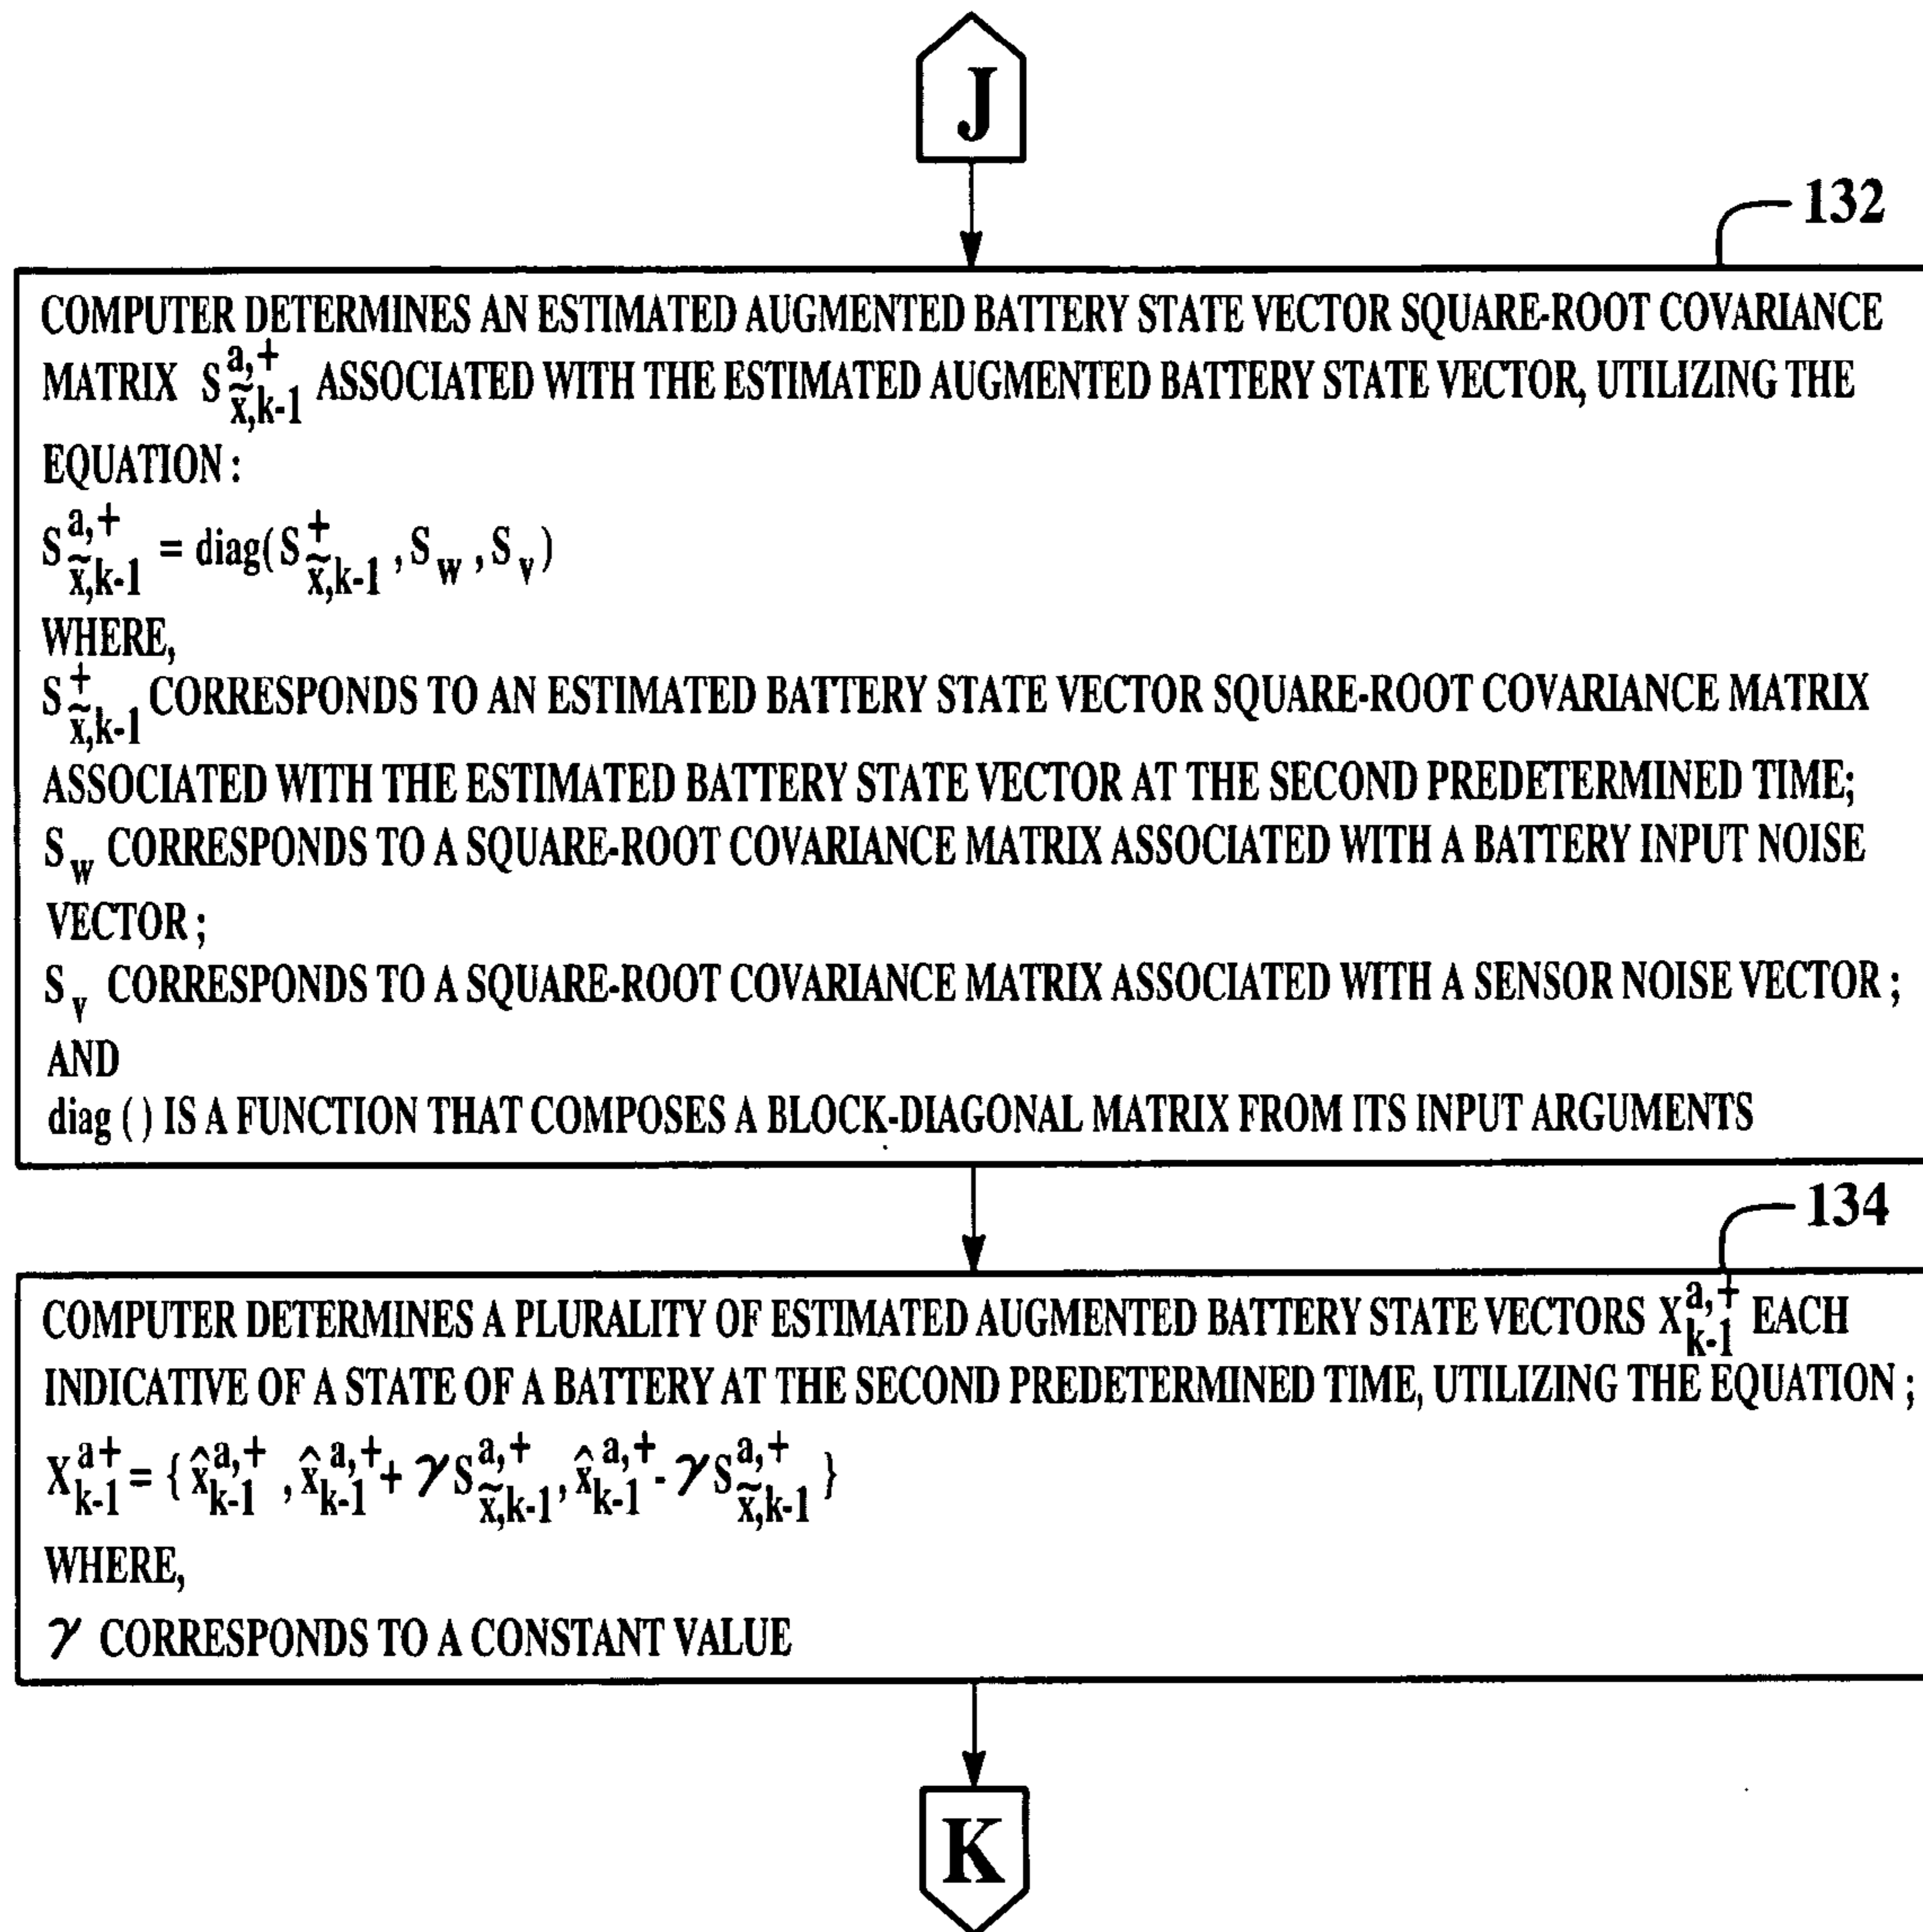 J
132
COMPUTER DETERMINES AN ESTIMATED AUGMENTED BATTERY STATE VECTOR SQUARE-ROOT COVARIANCE
MATRIX S^{a,+}_{x̃,k-1} ASSOCIATED WITH THE ESTIMATED AUGMENTED BATTERY STATE VECTOR, UTILIZING THE
EQUATION :
S^{a,+}_{x̃,k-1} = diag(S^{+}_{x̃,k-1} , S_w , S_v)
WHERE,
S^{+}_{x̃,k-1} CORRESPONDS TO AN ESTIMATED BATTERY STATE VECTOR SQUARE-ROOT COVARIANCE MATRIX
ASSOCIATED WITH THE ESTIMATED BATTERY STATE VECTOR AT THE SECOND PREDETERMINED TIME;
S_w CORRESPONDS TO A SQUARE-ROOT COVARIANCE MATRIX ASSOCIATED WITH A BATTERY INPUT NOISE
VECTOR ;
S_v CORRESPONDS TO A SQUARE-ROOT COVARIANCE MATRIX ASSOCIATED WITH A SENSOR NOISE VECTOR ;
AND
diag ( ) IS A FUNCTION THAT COMPOSES A BLOCK-DIAGONAL MATRIX FROM ITS INPUT ARGUMENTS
134
COMPUTER DETERMINES A PLURALITY OF ESTIMATED AUGMENTED BATTERY STATE VECTORS X^{a,+}_{k-1} EACH
INDICATIVE OF A STATE OF A BATTERY AT THE SECOND PREDETERMINED TIME, UTILIZING THE EQUATION ;
X^{a+}_{k-1} = { x̂^{a,+}_{k-1} , x̂^{a,+}_{k-1} + γS^{a,+}_{x̃,k-1}, x̂^{a,+}_{k-1} - γS^{a,+}_{x̃,k-1} }
WHERE,
γ CORRESPONDS TO A CONSTANT VALUE
K